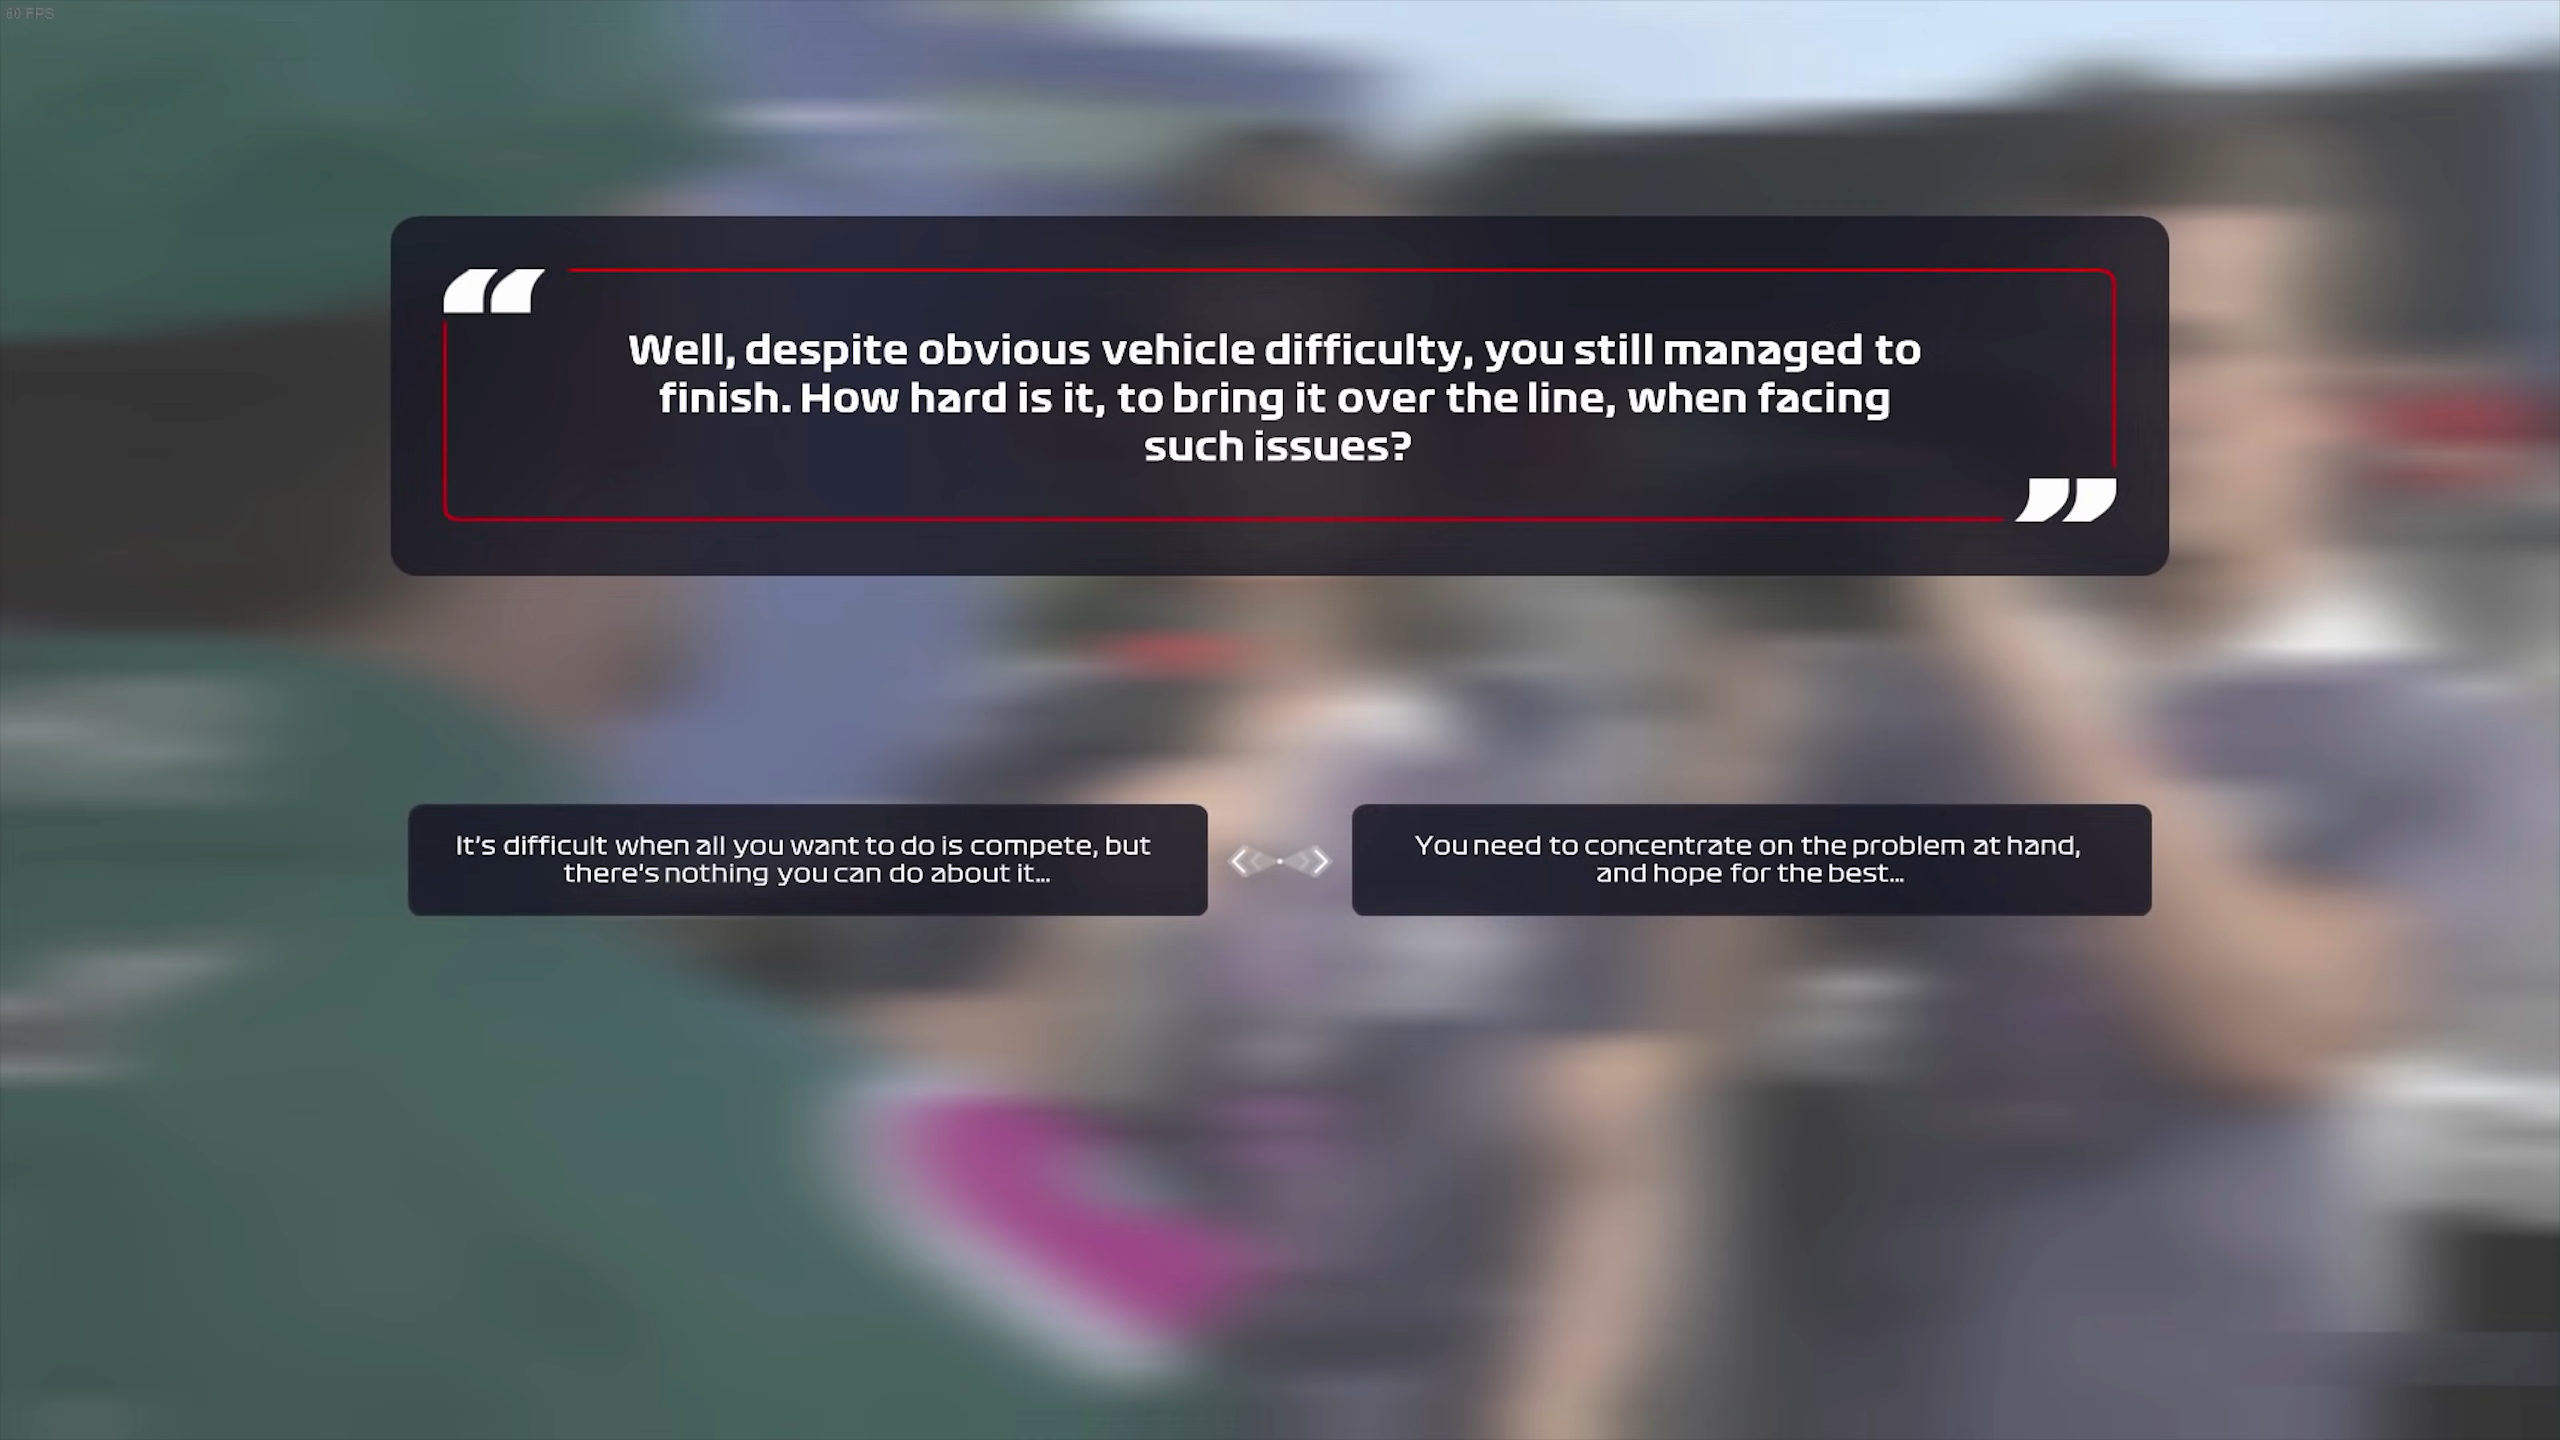 60 FPS
“
Well, despite obvious vehicle difficulty, you still managed to
finish. How hard is it, to bring it over the line, when facing
such issues?
”
It's difficult when all you want to do is compete, but
there's nothing you can do about it...
You need to concentrate on the problem at hand,
and hope for the best...